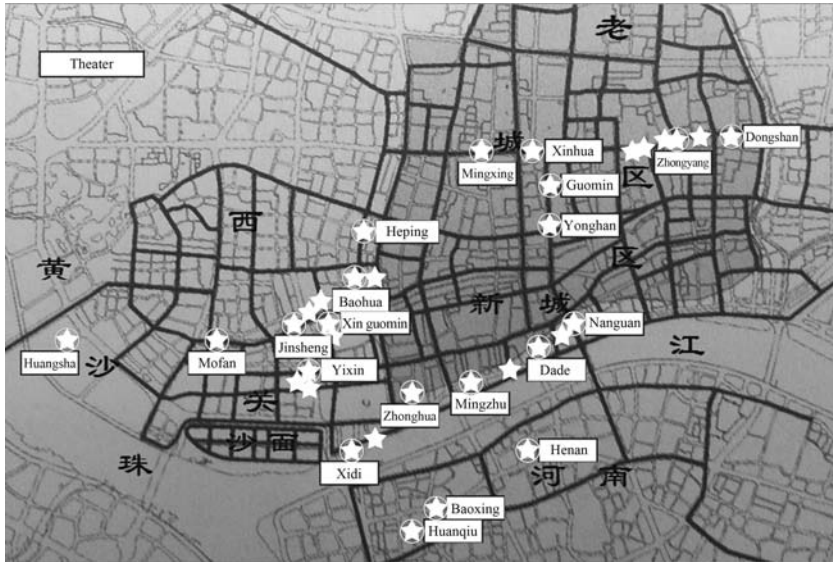 Theater
老
城
Mingxing
Xinhua
Zhongyang
Dongshan
Guomin
区
西
Heping
Yonghan
黄
区
Baohua
新 城
Jinsheng
Xin guomin
Nanguan
Huangsha
沙
Mofan
Dade
江
Yixin
关
Zhonghua
Mingzhu
沙面
珠
Xidi
Henan
河 南
Baoxing
Huanqiu